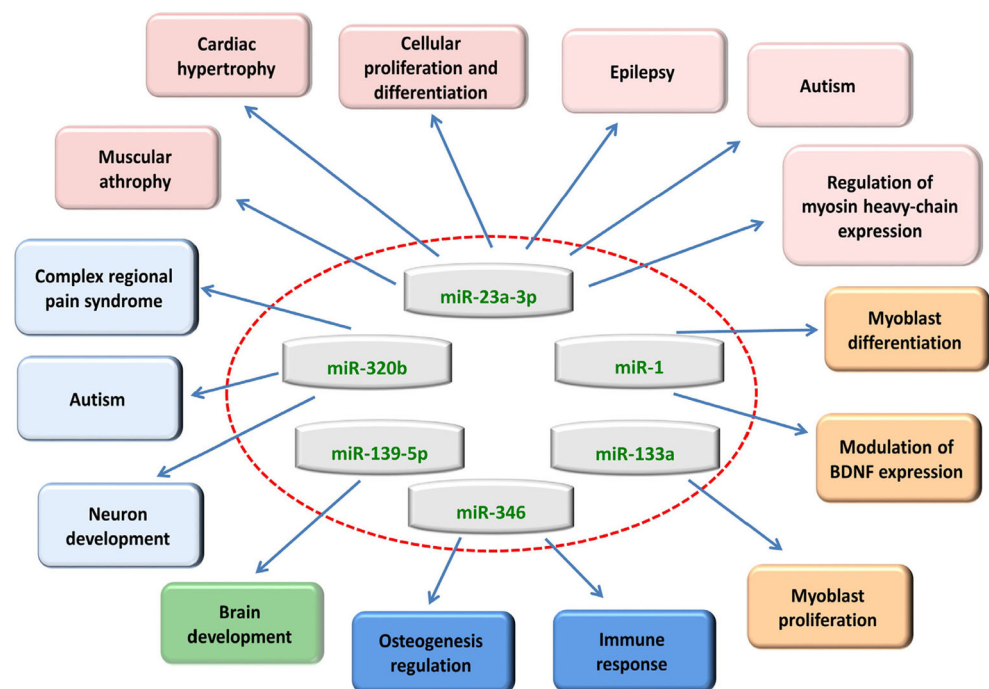 Cardiac
hypertrophy
Cellular
proliferation and
differentiation
Epilepsy
Autism
Muscular
athrophy
Regulation of
myosin heavy-chain
expression
Complex regional
pain syndrome
miR-23a-3p
Myoblast
differentiation
miR-320b
miR-1
Autism
miR-139-5p
miR-133a
Modulation of
BDNF expression
Neuron
development
miR-346
Brain
development
Osteogenesis
regulation
Immune
response
Myoblast
proliferation